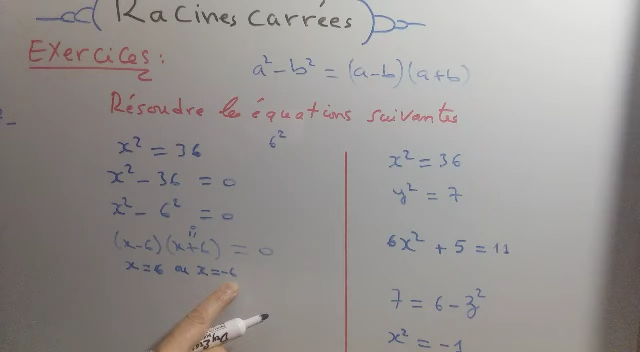 Racines carrées
Exercices:
a² - b² = (a-b)(a+b)
Résoudre les équations suivantes
x² = 36
6²
x² - 36 = 0
x² - 6² = 0
(x-6)(x+6) = 0
x=6 ou x=-6
x² = 36
y² = 7
6x² + 5 = 11
7 = 6 - z²
x² = -1